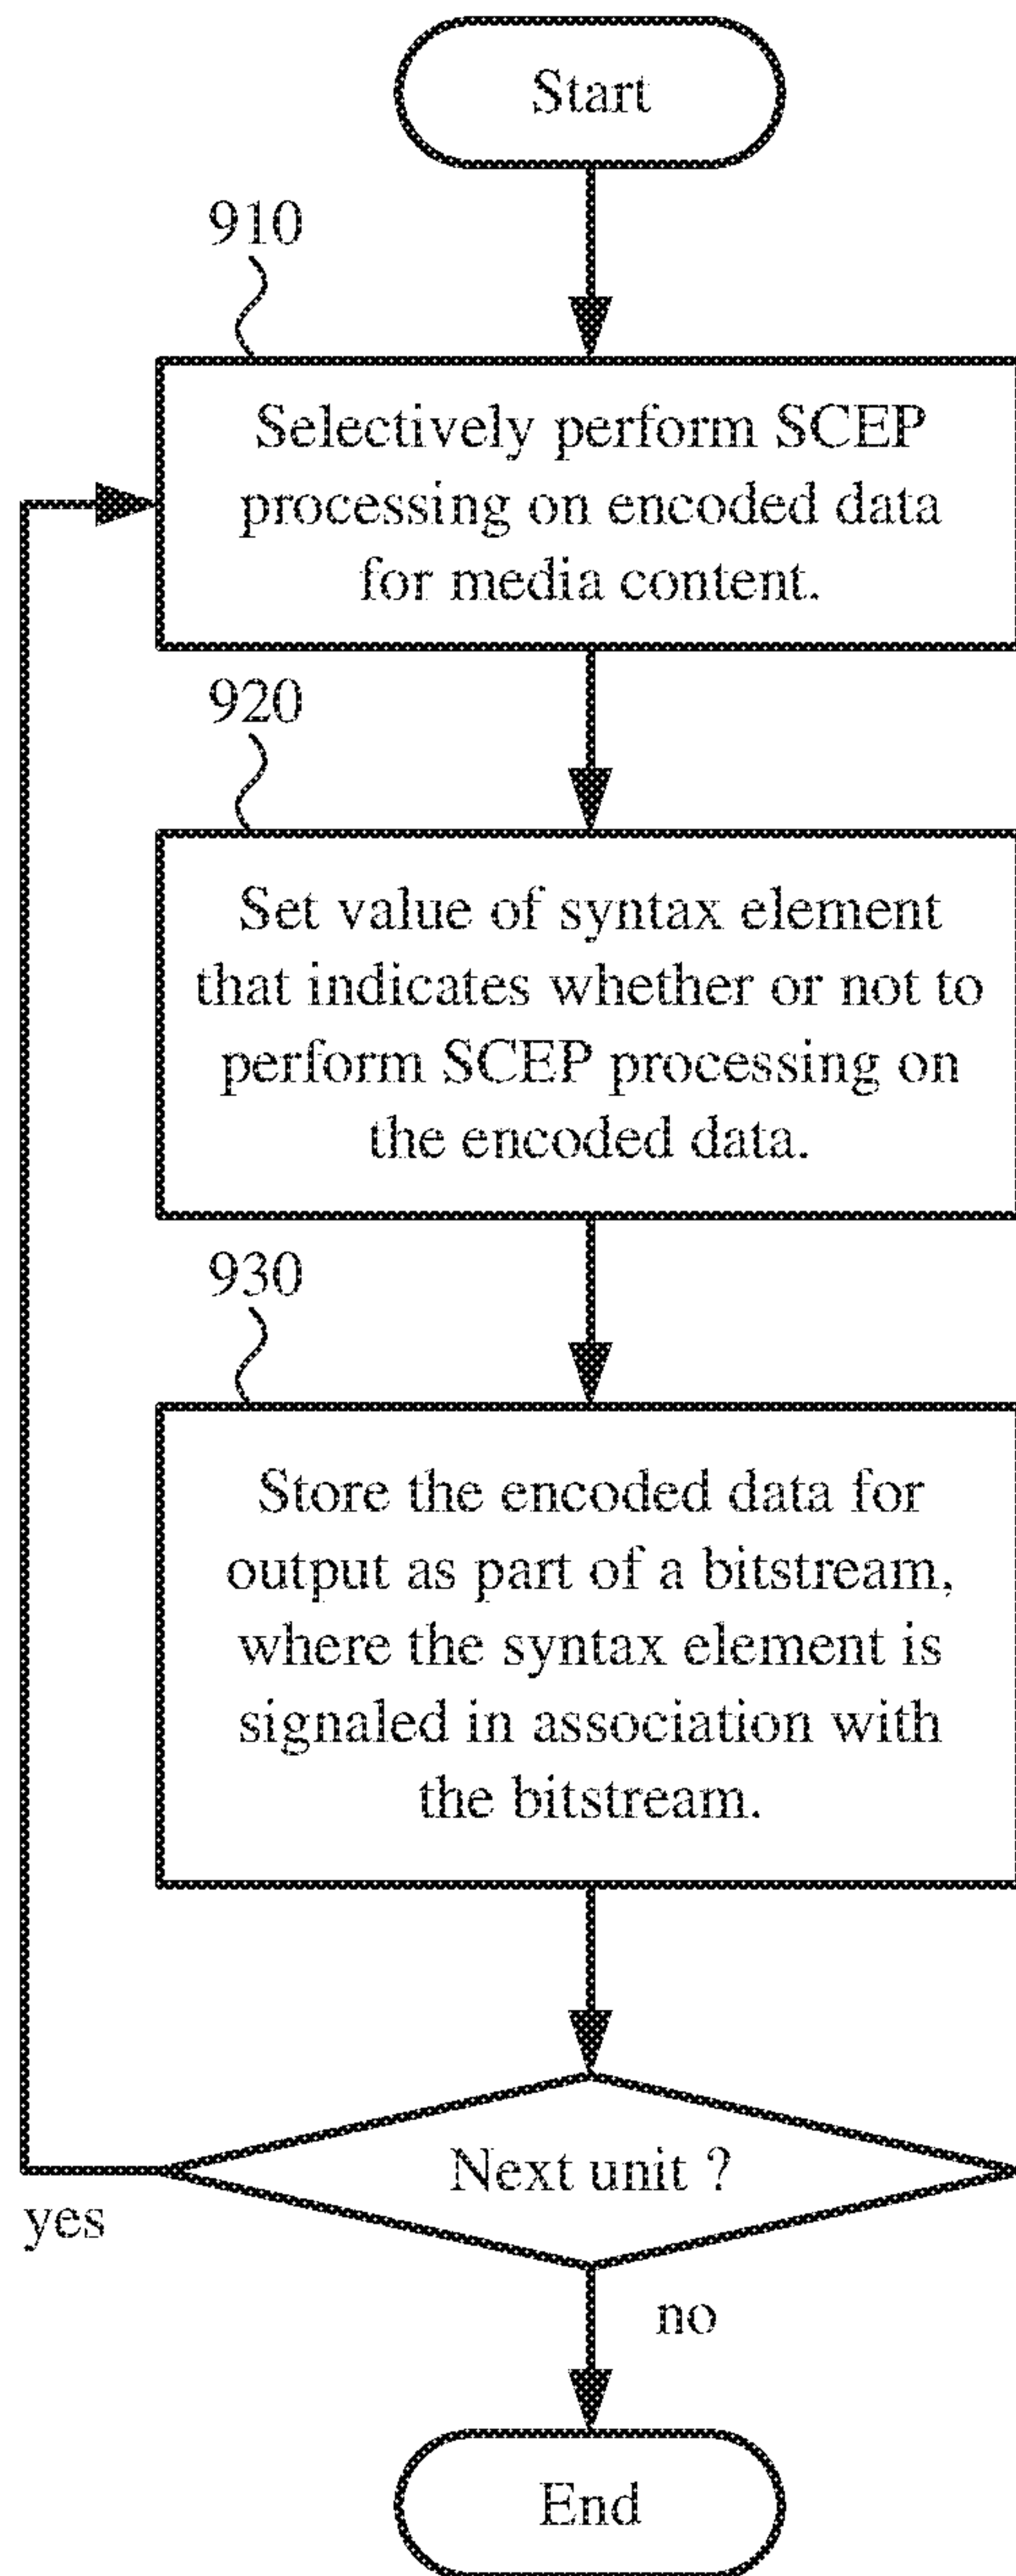 Start
910
Selectively perform SCEP
processing on encoded data
for media content.
920
Set value of syntax element
that indicates whether or not to
perform SCEP processing on
the encoded data.
930
Store the encoded data for
output as part of a bitstream,
where the syntax element is
signaled in association with
the bitstream.
Next unit ?
yes
no
End